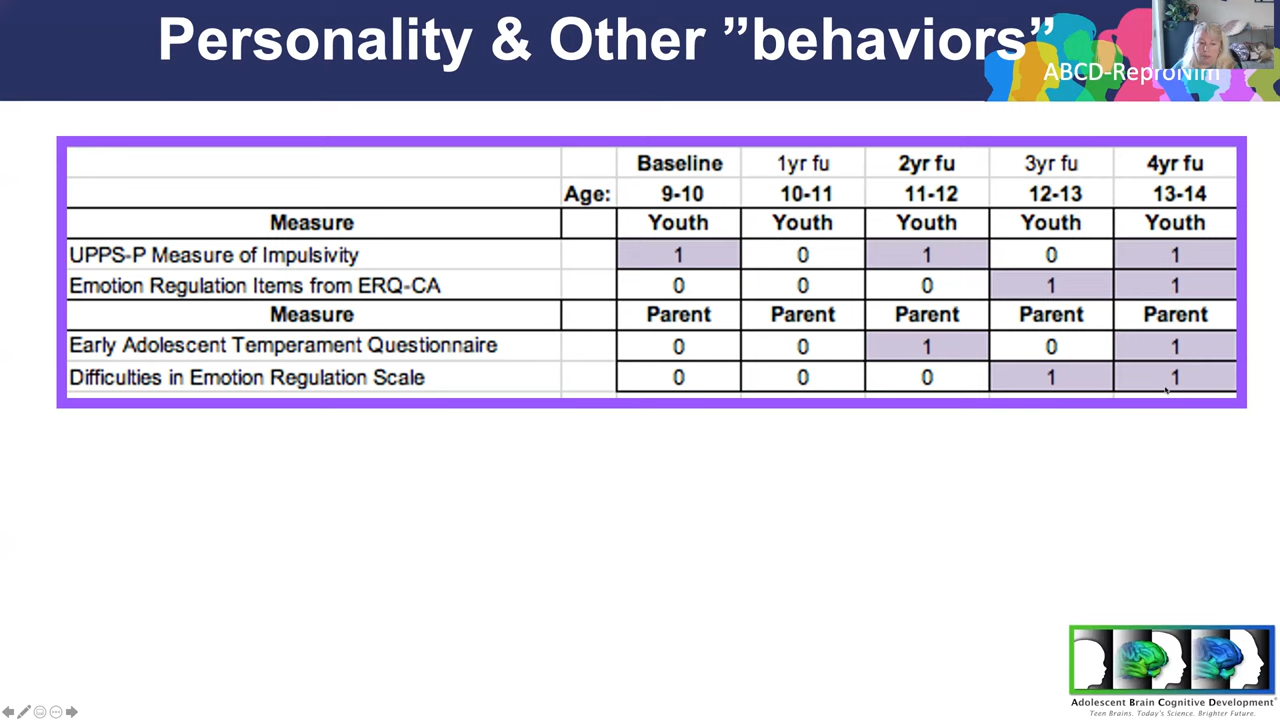 Personality & Other ”behaviors”
ABCD-ReproNim
Baseline 1yr fu 2yr fu 3yr fu 4yr fu
Age: 9-10 10-11 11-12 12-13 13-14
Measure Youth Youth Youth Youth Youth
UPPS-P Measure of Impulsivity 1 0 1 0 1
Emotion Regulation Items from ERQ-CA 0 0 0 1 1
Measure Parent Parent Parent Parent Parent
Early Adolescent Temperament Questionnaire 0 0 1 0 1
Difficulties in Emotion Regulation Scale 0 0 0 1 1
Adolescent Brain Cognitive Development
Teen Brains. Today's Science. Brighter Future.